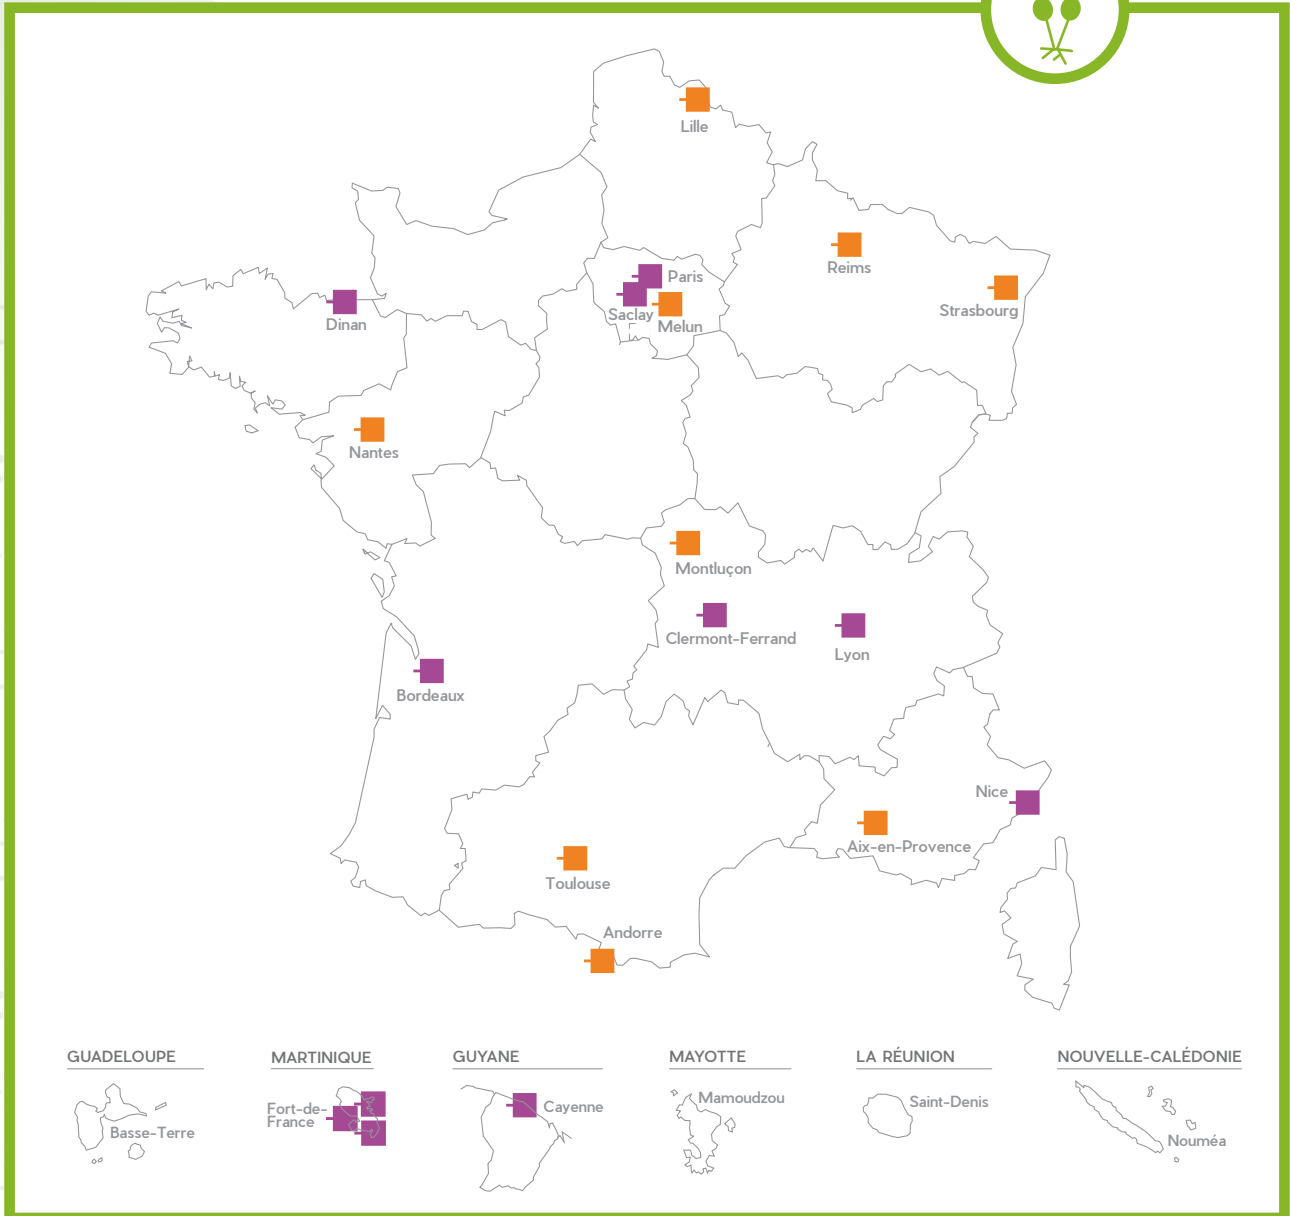 Lille
Reims
Paris
Strasbourg
Saclay
Dinan
Melun
Nantes
Montluçon
Clermont-Ferrand
Lyon
Bordeaux
Nice
Aix-en-Provence
Toulouse
Andorre
GUADELOUPE
MARTINIQUE
GUYANE
MAYOTTE
LA RÉUNION
NOUVELLE-CALÉDONIE
Basse-Terre
Fort-de-
France
Cayenne
Mamoudzou
Saint-Denis
Nouméa